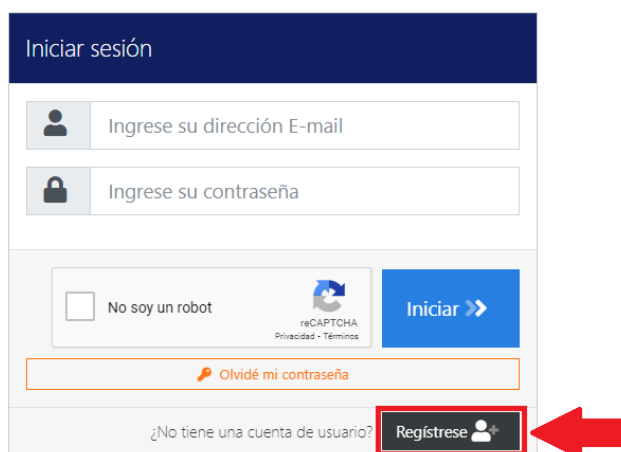 Iniciar sesión
Ingrese su dirección E-mail
Ingrese su contraseña
No soy un robot
reCAPTCHA
Privacidad - Términos
Iniciar
Olvidé mi contraseña
¿No tiene una cuenta de usuario? Regístrese